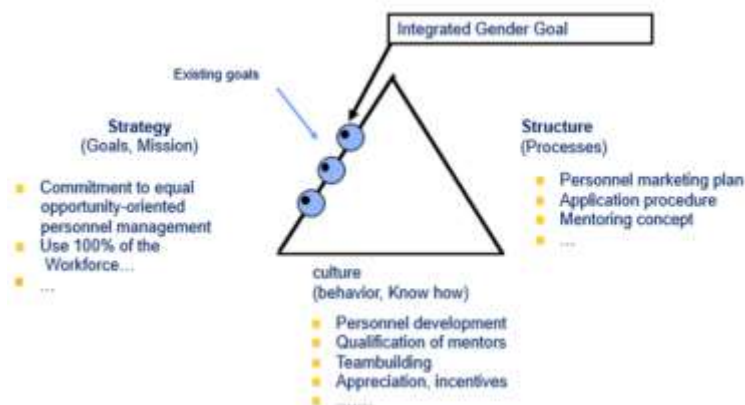 Integrated Gender Goal
Existing goals
Strategy
(Goals, Mission)
Commitment to equal
opportunity-oriented
personnel management
Use 100% of the
Workforce…
…
Structure
(Processes)
Personnel marketing plan
Application procedure
Mentoring concept
…
culture
(behavior, Know how)
Personnel development
Qualification of mentors
Teambuilding
Appreciation, incentives